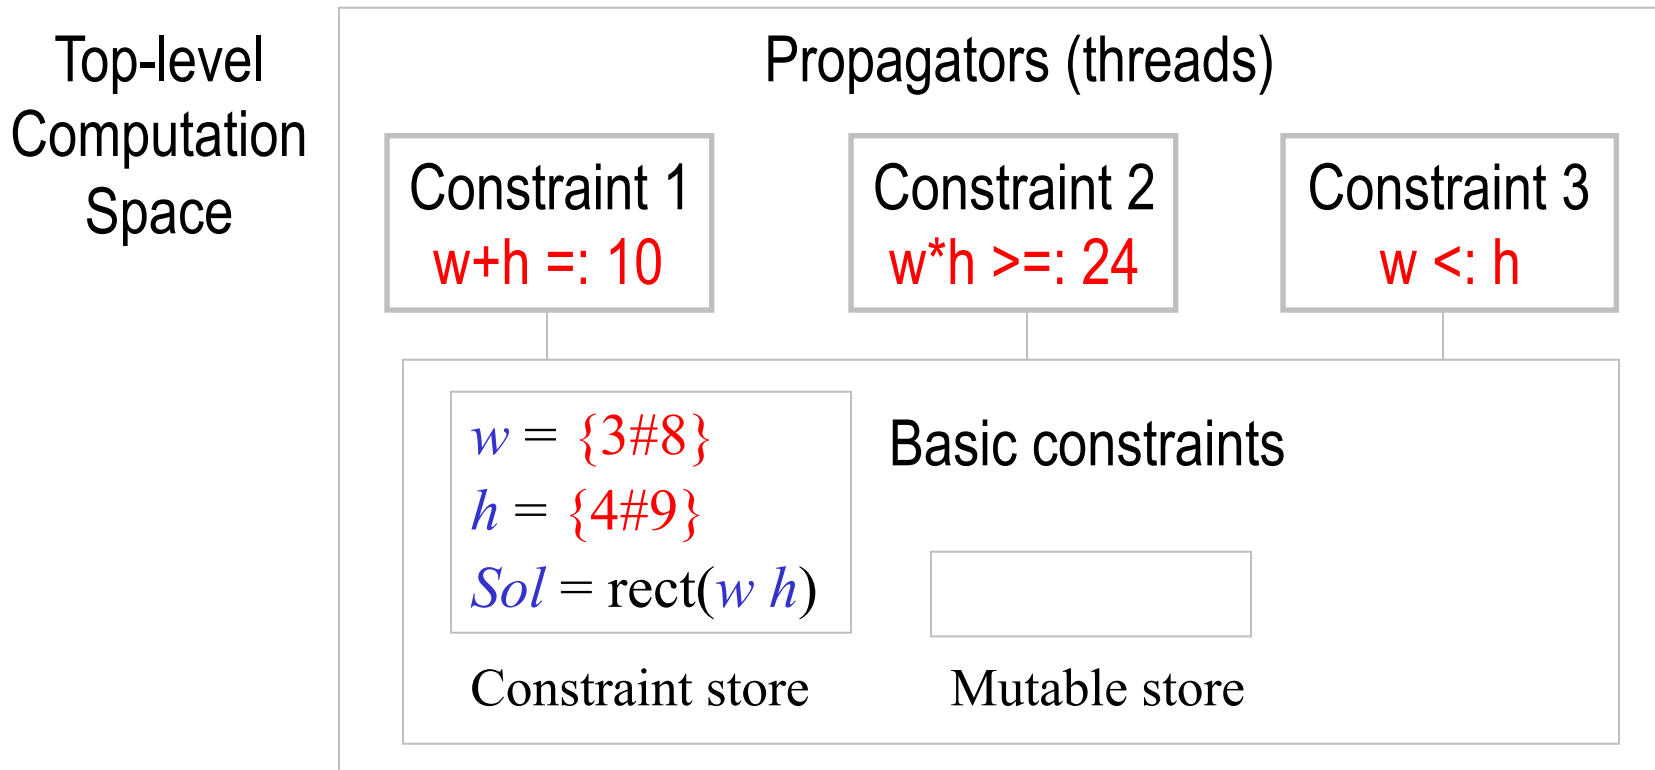 Top-level
Computation
Space
Propagators (threads)
Constraint 1
w+h =: 10
Constraint 2
w*h >=: 24
Constraint 3
w <: h
w = {3#8}
h = {4#9}
Sol = rect(w h)
Basic constraints
Constraint store
Mutable store